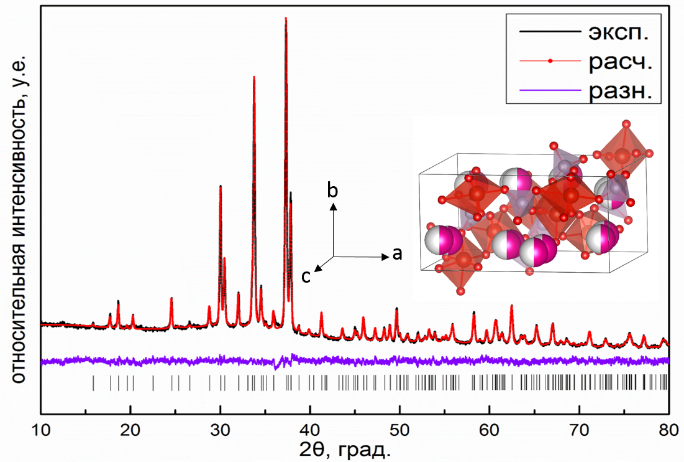 относительная интенсивность, у.е.
эксп.
расч.
разн.
b
a
c
10 20 30 40 50 60 70 80
2θ, град.